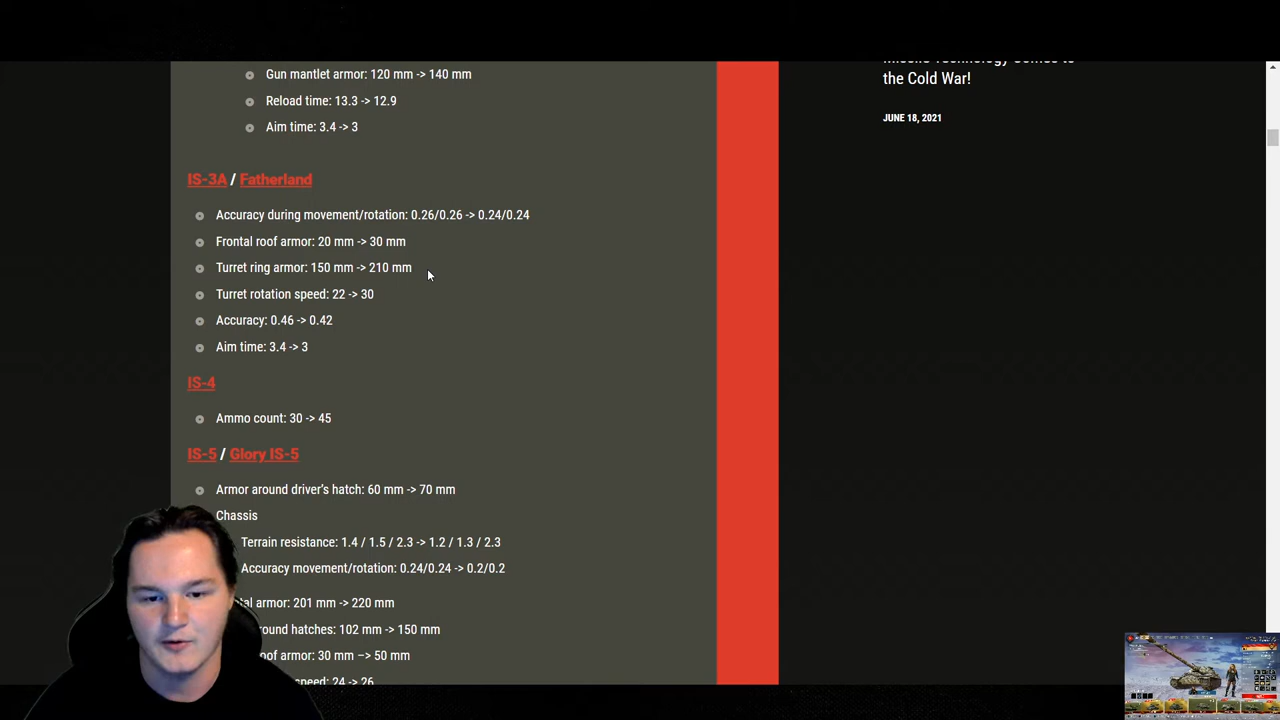 the Cold War!
JUNE 18, 2021
Gun mantlet armor: 120 mm -> 140 mm
Reload time: 13.3 -> 12.9
Aim time: 3.4 -> 3
IS-3A / Fatherland
Accuracy during movement/rotation: 0.26/0.26 -> 0.24/0.24
Frontal roof armor: 20 mm -> 30 mm
Turret ring armor: 150 mm -> 210 mm
Turret rotation speed: 22 -> 30
Accuracy: 0.46 -> 0.42
Aim time: 3.4 -> 3
IS-4
Ammo count: 30 -> 45
IS-5 / Glory IS-5
Armor around driver’s hatch: 60 mm -> 70 mm
Chassis
Terrain resistance: 1.4 / 1.5 / 2.3 -> 1.2 / 1.3 / 2.3
Accuracy movement/rotation: 0.24/0.24 -> 0.2/0.2
armor: 201 mm -> 220 mm
hatches: 102 mm -> 150 mm
armor: 30 mm –> 50 mm
speed: 24 -> 26